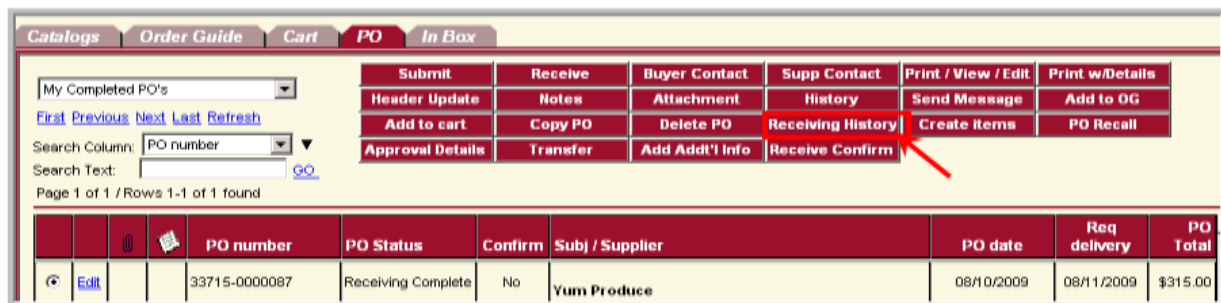 Catalogs Order Guide Cart PO In Box
My Completed PO's
First Previous Next Last Refresh
Search Column: PO number
Search Text: GO
Page 1 of 1 / Rows 1-1 of 1 found
Submit Receive Buyer Contact Supp Contact Print / View / Edit Print w/Details
Header Update Notes Attachment History Send Message Add to OG
Add to cart Copy PO Delete PO Receiving History Create items PO Recall
Approval Details Transfer Add Addt'l Info Receive Confirm
PO number PO Status Confirm Subj / Supplier PO date Req delivery PO Total
Edit 33715-0000087 Receiving Complete No Yum Produce 08/10/2009 08/11/2009 $315.00